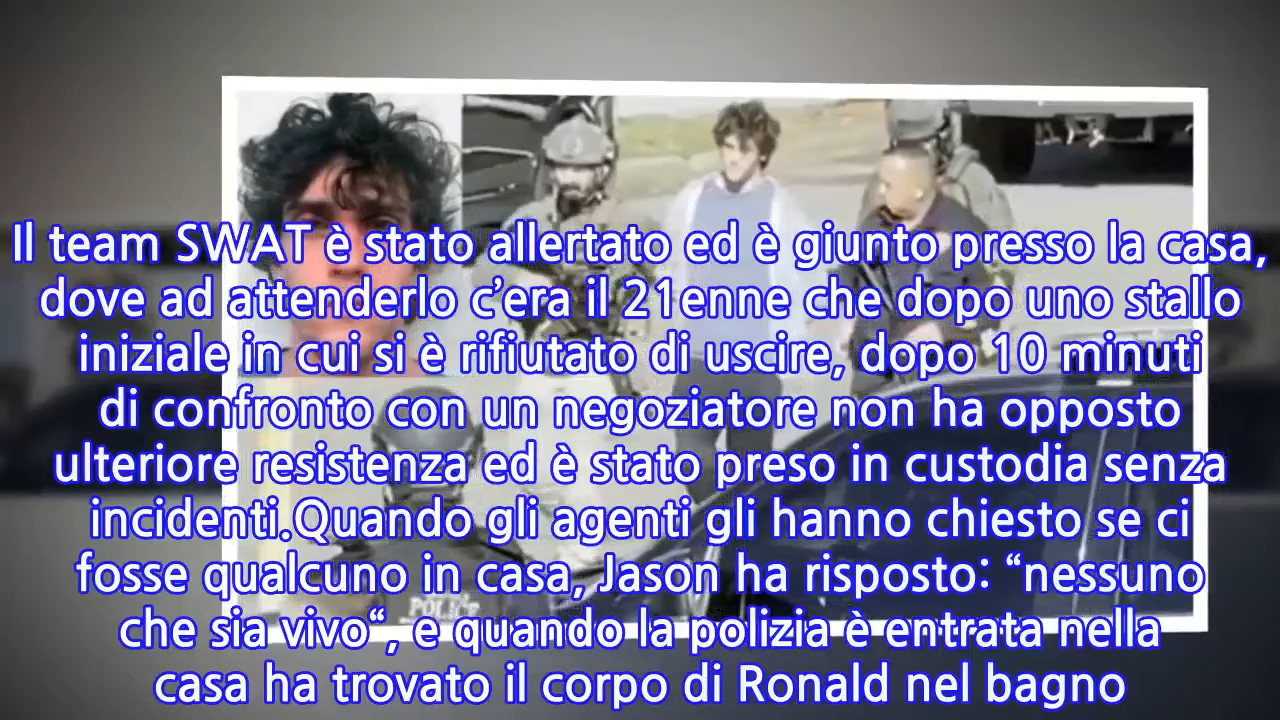 Il team SWAT è stato allertato ed è giunto presso la casa,
dove ad attenderlo c’era il 21enne che dopo uno stallo
iniziale in cui si è rifiutato di uscire, dopo 10 minuti
di confronto con un negoziatore non ha opposto
ulteriore resistenza ed è stato preso in custodia senza
incidenti.Quando gli agenti gli hanno chiesto se ci
fosse qualcuno in casa, Jason ha risposto: “nessuno
che sia vivo“, e quando la polizia è entrata nella
casa ha trovato il corpo di Ronald nel bagno
POLICE